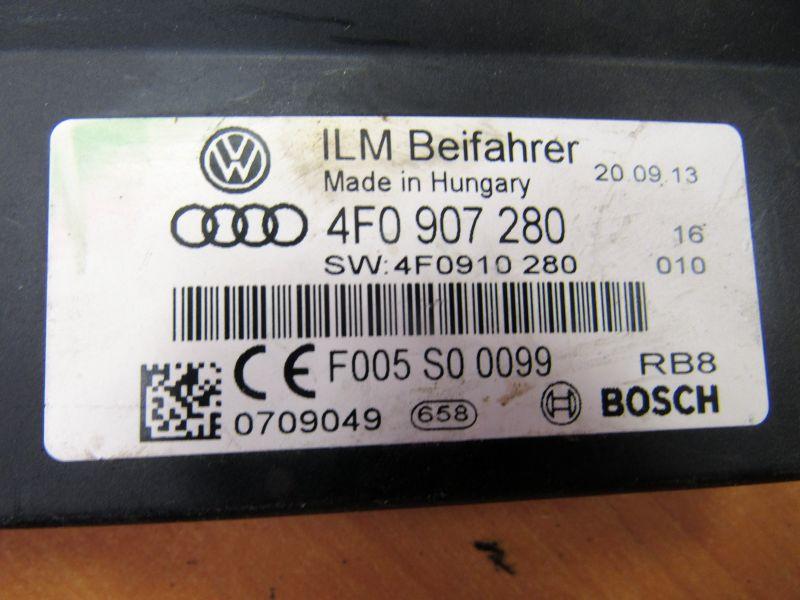 ILM Beifahrer
Made in Hungary 20.09.13
4F0 907 280 16
SW:4F0910 280 010
CE F005 S0 0099 RB8
0709049 658 BOSCH